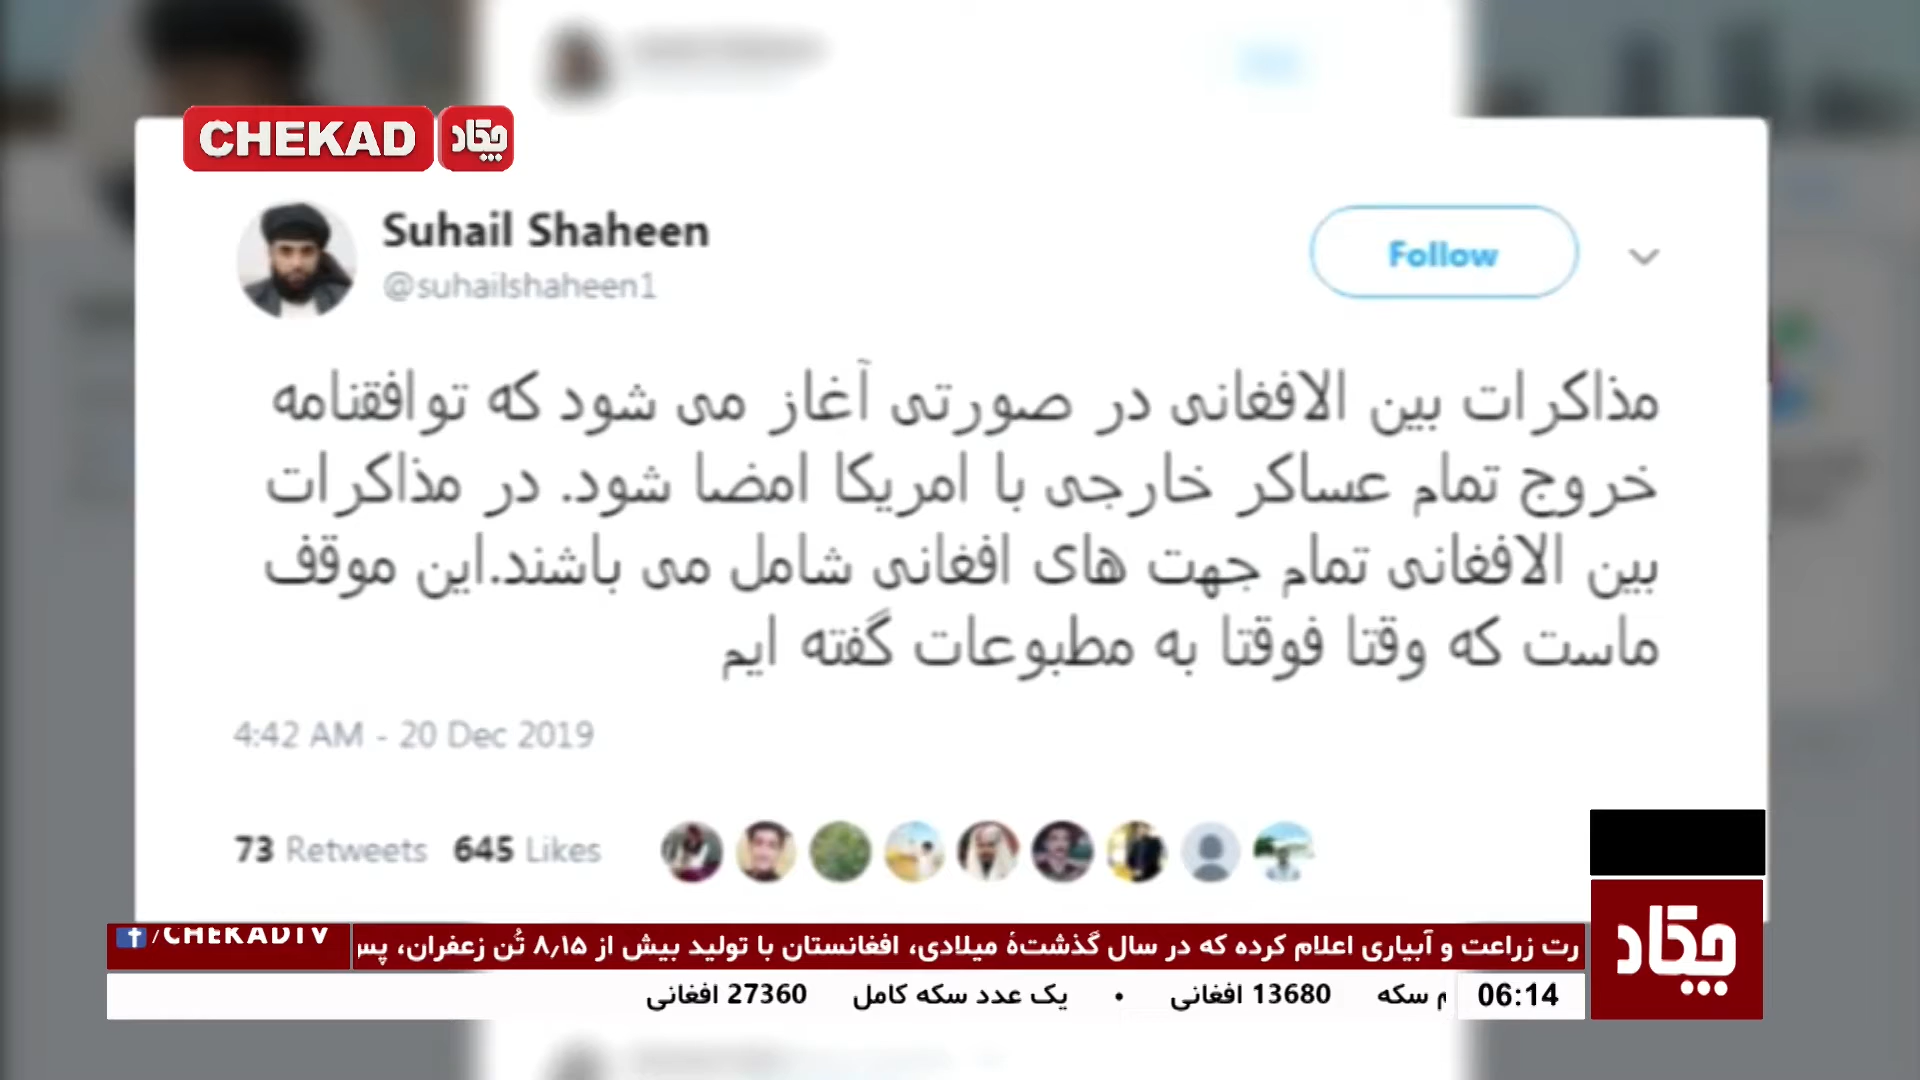 CHEKAD چکاد
Suhail Shaheen
@suhailshaheen1
Follow
مذاکرات بین الافغانی در صورتی آغاز می شود که توافقنامه
خروج تمام عساکر خارجی با امریکا امضا شود. در مذاکرات
بین الافغانی تمام جهت های افغانی شامل می باشند.این موقف
ماست که وقتا فوقتا به مطبوعات گفته ایم
4:42 AM - 20 Dec 2019
73 Retweets 645 Likes
چکاد
/CHEKADTV
رت زراعت و آبیاری اعلام کرده که در سال گذشتهٔ میلادی، افغانستان با تولید بیش از ۸٫۱۵ تُن زعفران، پس
06:14
م سکه 13680 افغانی • یک عدد سکه کامل 27360 افغانی